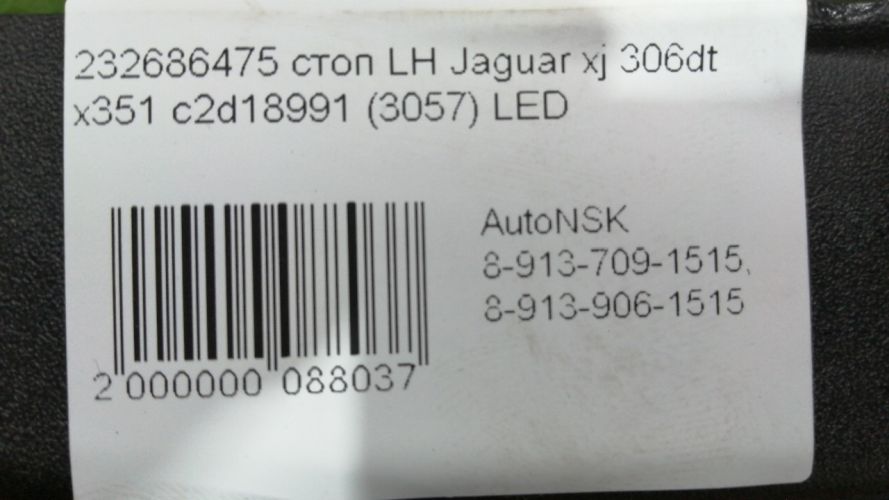 232686475 стоп LH Jaguar xj 306dt
x351 c2d18991 (3057) LED
AutoNSK
8-913-709-1515,
8-913-906-1515
2 000000 088037